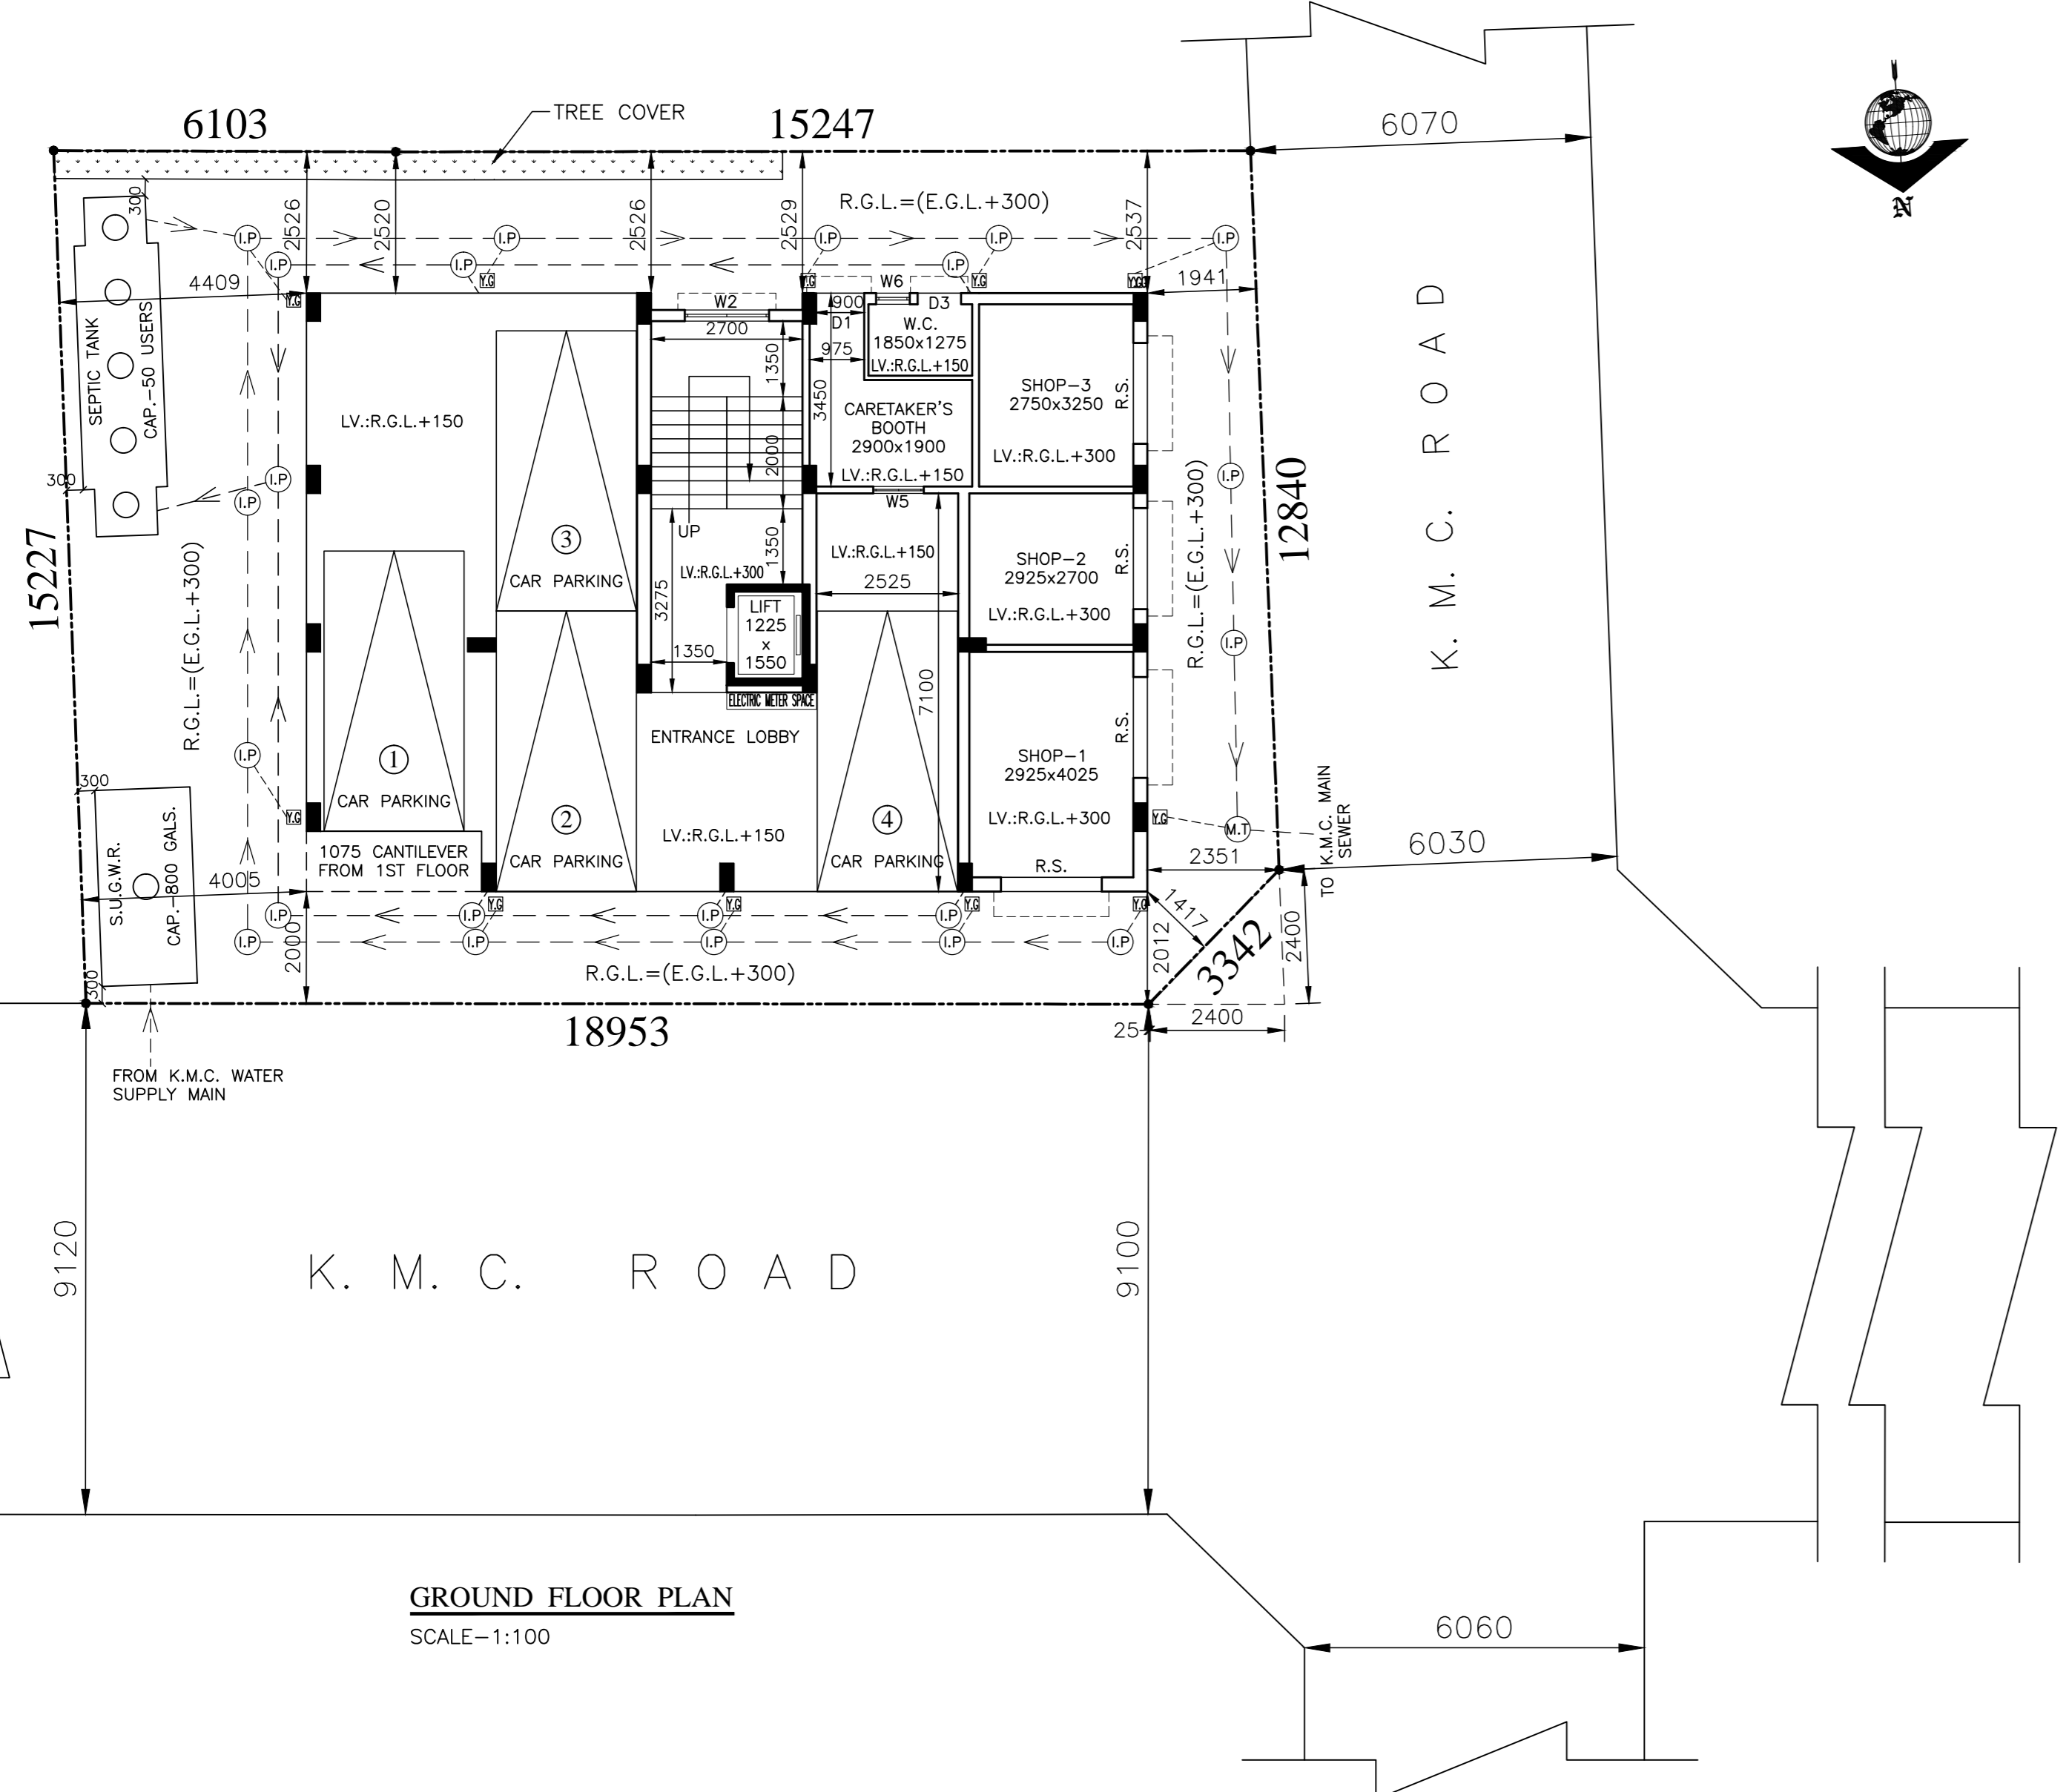 6103
TREE COVER
15247
6070
N
300
2526
2520
2526
2529
R.G.L.=(E.G.L.+300)
2537
I.P
I.P
I.P
I.P
I.P
I.P
I.P
I.P
Y.G
Y.G
Y.G
Y.G
4409
1941
W2
W6
900
D3
D1
W.C.
1850x1275
LV.:R.G.L.+150
2700
975
1350
3450
SEPTIC TANK
CAP.-50 USERS
LV.:R.G.L.+150
SHOP-3
2750x3250
R.S.
LV.:R.G.L.+300
CARETAKER'S
BOOTH
2900x1900
LV.:R.G.L.+150
2000
K. M. C. ROAD
300
I.P
I.P
I.P
W5
UP
15227
R.G.L.=(E.G.L.+300)
3
CAR PARKING
1350
LV.:R.G.L.+300
3275
LV.:R.G.L.+150
2525
SHOP-2
2925x2700
R.S.
LV.:R.G.L.+300
R.G.L.=(E.G.L.+300)
12840
LIFT
1225
x
1550
1350
ELECTRIC METER SPACE
I.P
7100
ENTRANCE LOBBY
I.P
1
CAR PARKING
2
CAR PARKING
4
CAR PARKING
SHOP-1
2925x4025
R.S.
LV.:R.G.L.+300
300
Y.G
Y.G
M.T
TO K.M.C. MAIN
SEWER
LV.:R.G.L.+150
1075 CANTILEVER
FROM 1ST FLOOR
S.U.G.W.R.
CAP.-800 GALS.
R.S.
2351
6030
4005
I.P
I.P
I.P
I.P
Y.G
Y.G
Y.G
Y.G
1417
I.P
I.P
I.P
I.P
I.P
2000
2012
3342
2400
300
R.G.L.=(E.G.L.+300)
18953
25
2400
FROM K.M.C. WATER
SUPPLY MAIN
9120
K. M. C. ROAD
9100
GROUND FLOOR PLAN
SCALE-1:100
6060